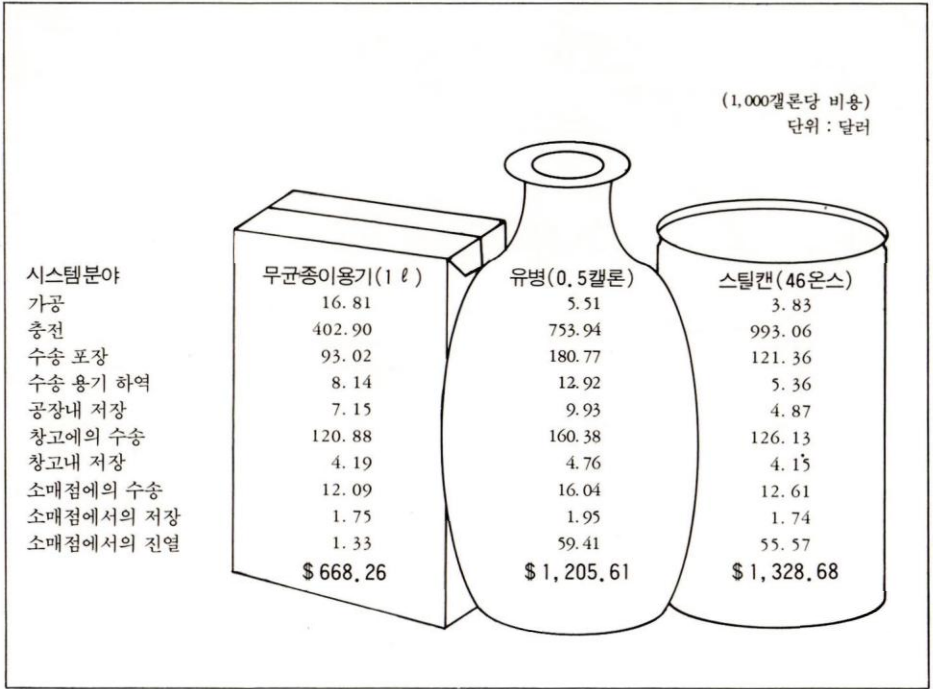 (1,000갤론당 비용)
단위 : 달러
시스템분야 무균종이용기(1 ℓ) 유병(0.5캘론) 스틸캔(46온스)
가공 16.81 5.51 3.83
충전 402.90 753.94 993.06
수송 포장 93.02 180.77 121.36
수송 용기 하역 8.14 12.92 5.36
공장내 저장 7.15 9.93 4.87
창고에의 수송 120.88 160.38 126.13
창고내 저장 4.19 4.76 4.15
소매점에의 수송 12.09 16.04 12.61
소매점에서의 저장 1.75 1.95 1.74
소매점에서의 진열 1.33 59.41 55.57
$668.26 $1,205.61 $1,328.68